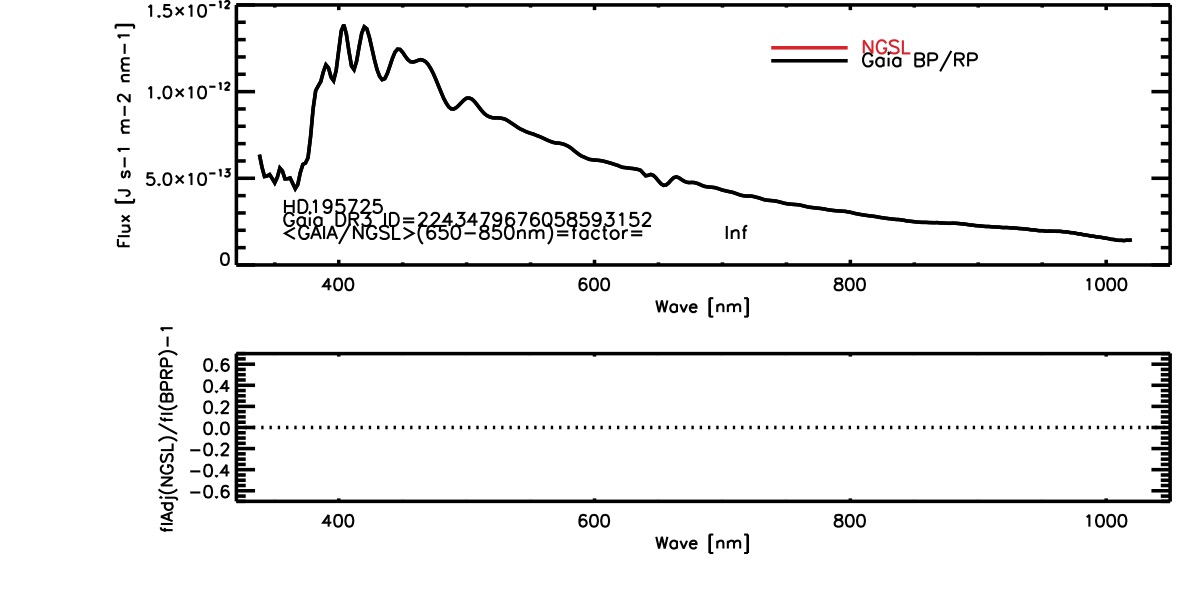 1.5×10−12
1.0×10−12
5.0×10−13
0
Flux [J s−1 m−2 nm−1]
NGSL
Gaia BP/RP
HD195725
Gaia DR3 ID=2243479676058593152
<GAIA/NGSL>(650−850nm)=factor= Inf
400 600 800 1000
Wave [nm]
flAdj(NGSL)/fl(BPRP)−1
0.6
0.4
0.2
0.0
−0.2
−0.4
−0.6
400 600 800 1000
Wave [nm]